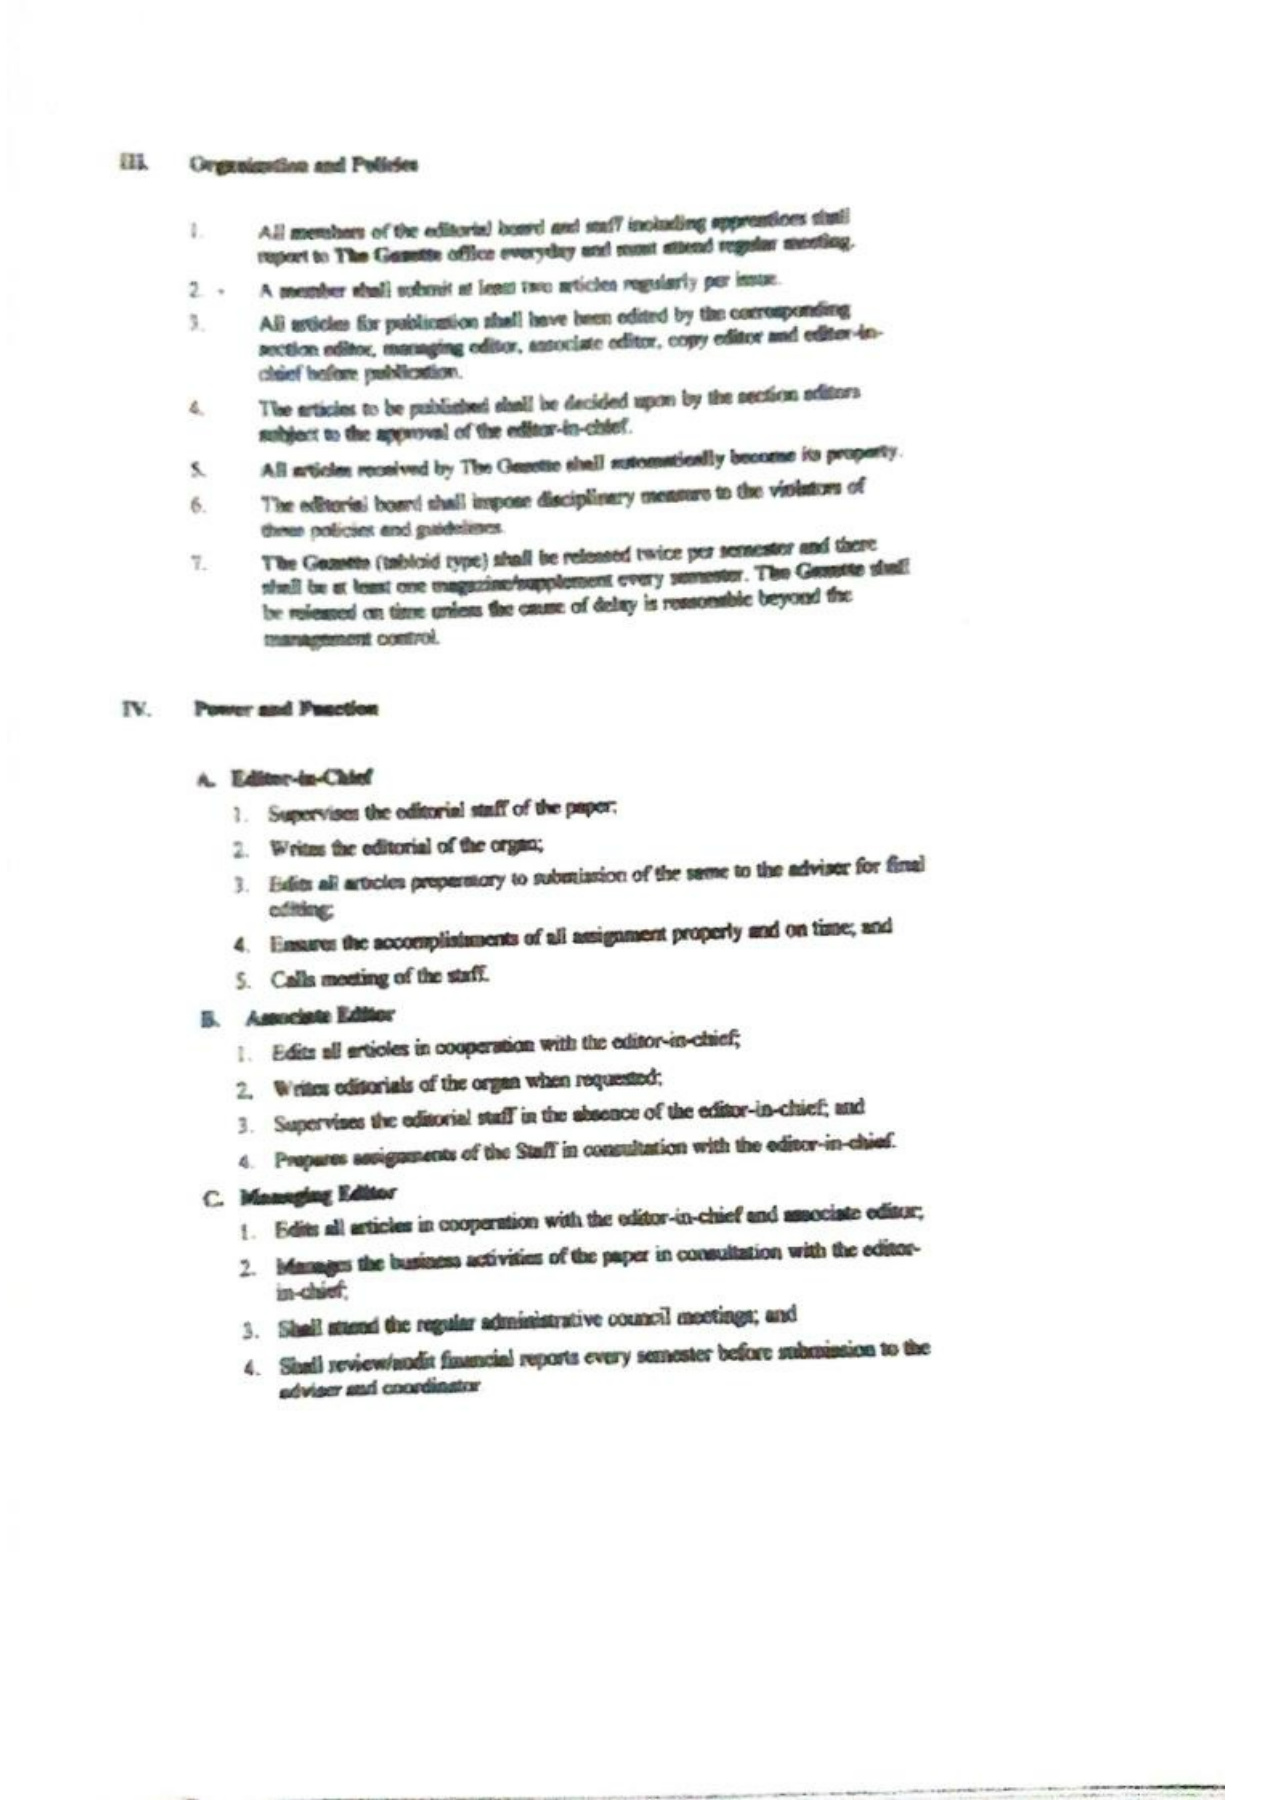 III. Organization and Policies
1. All members of the editorial board and staff including apprentices shall
report to The Gazette office everyday and must attend regular meeting.
2. A member shall submit at least two articles regularly per issue.
3. All articles for publication shall have been edited by the corresponding
section editor, managing editor, associate editor, copy editor and editor-in-
chief before publication.
4. The articles to be published shall be decided upon by the section editors
subject to the approval of the editor-in-chief.
5. All articles received by The Gazette shall automatically become its property.
6. The editorial board shall impose disciplinary measure to the violators of
these policies and guidelines.
7. The Gazette (tabloid type) shall be released twice per semester and there
shall be at least one magazine/supplement every semester. The Gazette shall
be released on time unless the cause of delay is reasonable beyond the
management control.
IV. Power and Function
A. Editor-in-Chief
1. Supervises the editorial staff of the paper;
2. Writes the editorial of the organ;
3. Edits all articles preparatory to submission of the same to the adviser for final
editing;
4. Ensures the accomplishments of all assignment properly and on time; and
5. Calls meeting of the staff.
B. Associate Editor
1. Edits all articles in cooperation with the editor-in-chief;
2. Writes editorials of the organ when requested;
3. Supervises the editorial staff in the absence of the editor-in-chief; and
4. Prepares assignments of the Staff in consultation with the editor-in-chief.
C. Managing Editor
1. Edits all articles in cooperation with the editor-in-chief and associate editor;
2. Manages the business activities of the paper in consultation with the editor-
in-chief;
3. Shall attend the regular administrative council meetings; and
4. Shall review/audit financial reports every semester before submission to the
adviser and coordinator